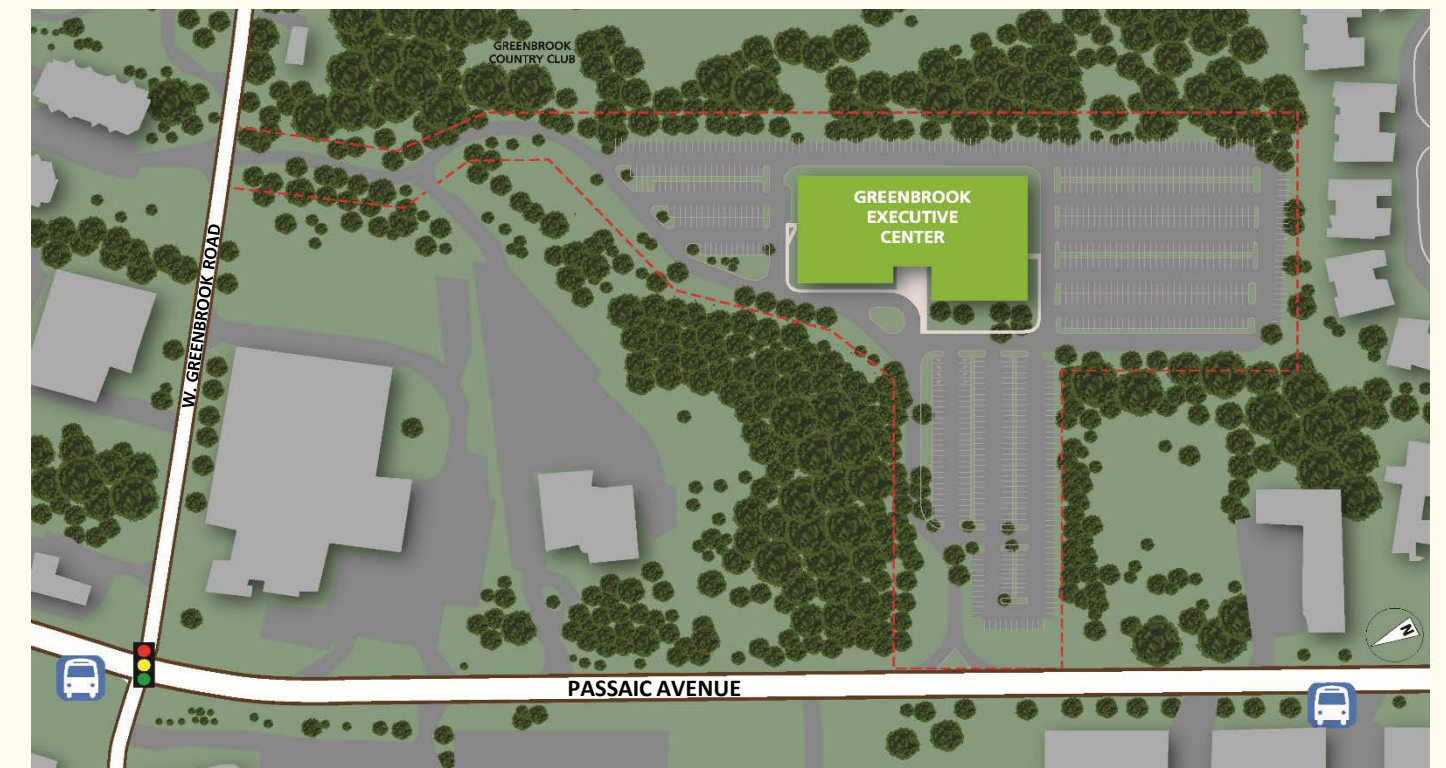 GREENBROOK
COUNTRY CLUB
GREENBROOK
EXECUTIVE
CENTER
W. GREENBROOK ROAD
N
PASSAIC AVENUE